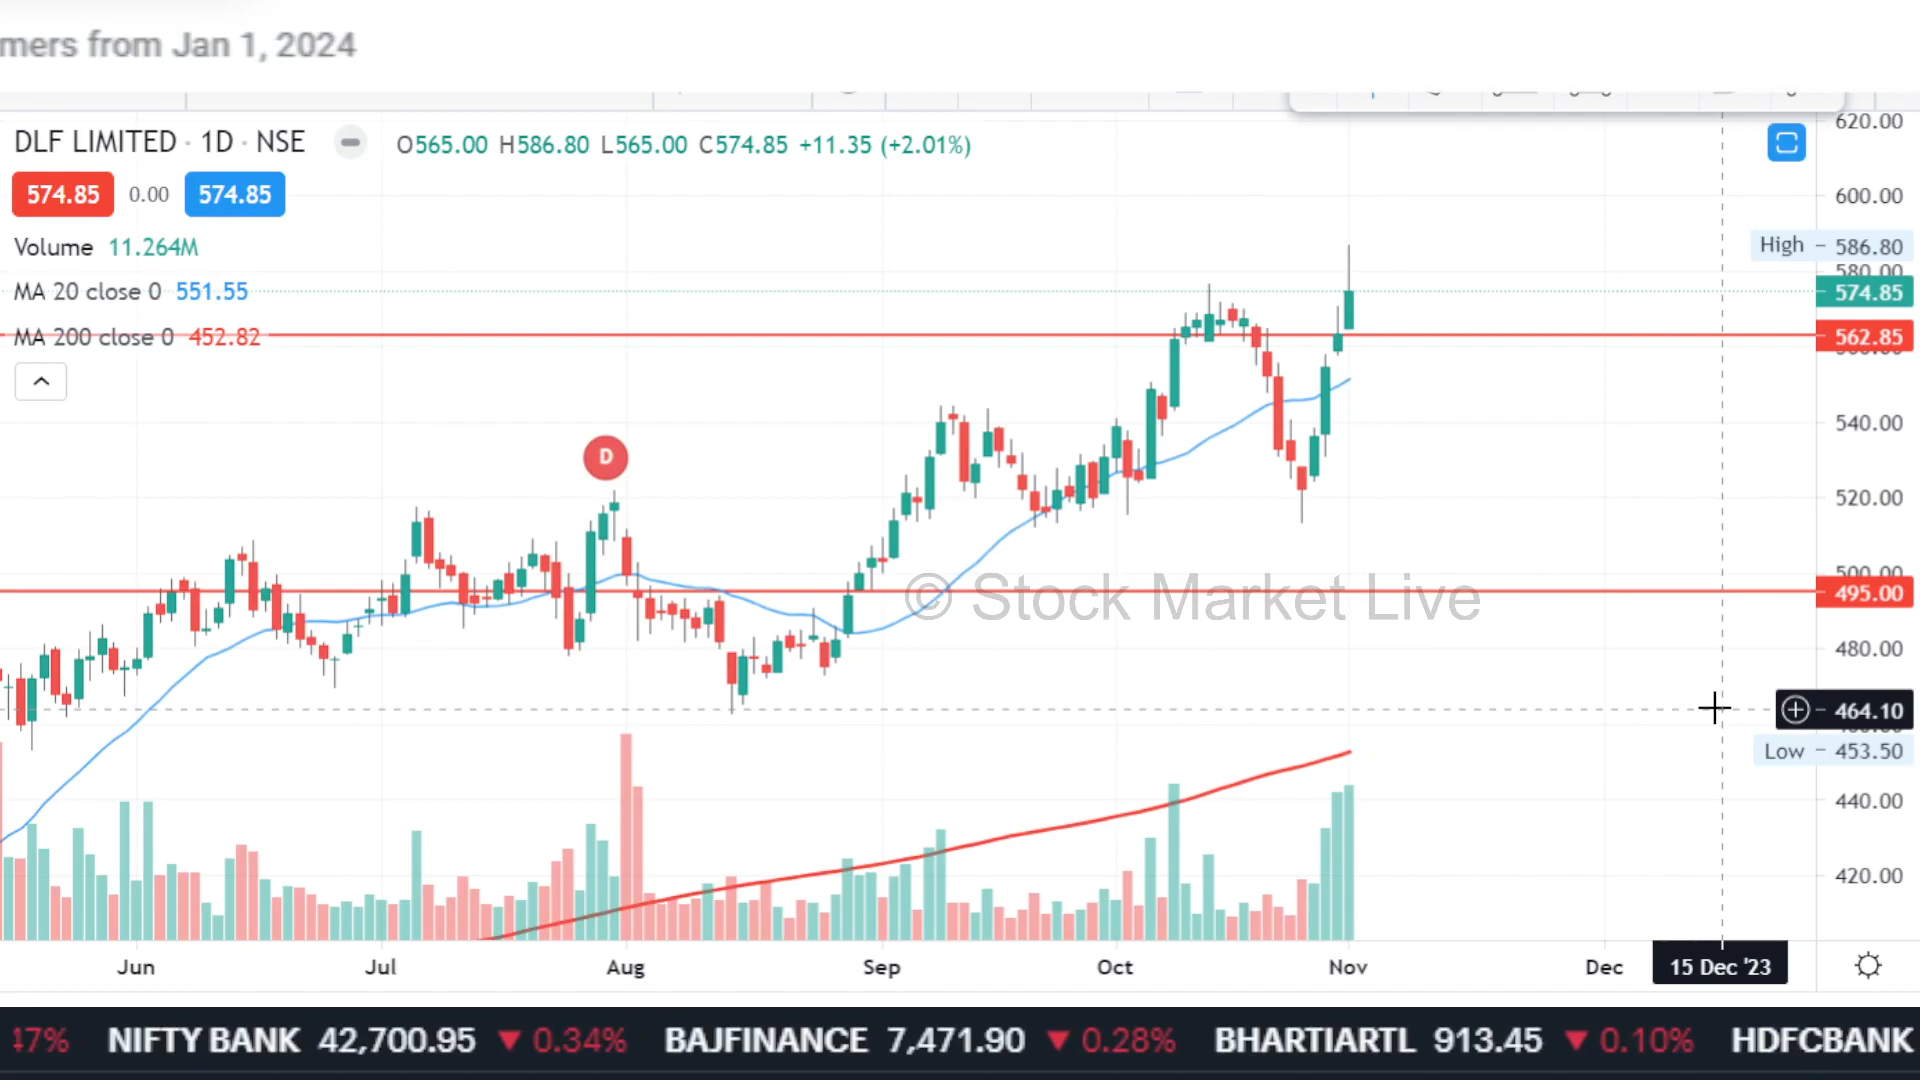 mers from Jan 1, 2024
DLF LIMITED · 1D · NSE O565.00 H586.80 L565.00 C574.85 +11.35 (+2.01%)
574.85 0.00 574.85
Volume 11.264M
MA 20 close 0 551.55
MA 200 close 0 452.82
D
© Stock Market Live
620.00
600.00
High 586.80
580.00
574.85
562.85
540.00
520.00
500.00
495.00
480.00
464.10
Low 453.50
440.00
420.00
Jun Jul Aug Sep Oct Nov Dec 15 Dec '23
47% NIFTY BANK 42,700.95 ▼ 0.34% BAJFINANCE 7,471.90 ▼ 0.28% BHARTIARTL 913.45 ▼ 0.10% HDFCBANK